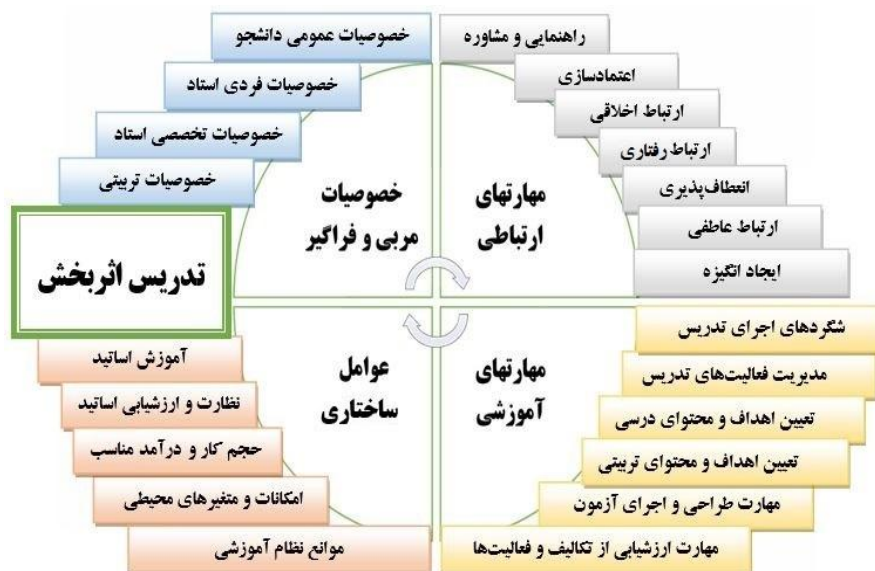 راهنمایی و مشاوره
اعتمادسازی
ارتباط اخلاقی
ارتباط رفتاری
انعطاف‌پذیری
ارتباط عاطفی
ایجاد انگیزه
مهارتهای
ارتباطی
خصوصیات عمومی دانشجو
خصوصیات فردی استاد
خصوصیات تخصصی استاد
خصوصیات تربیتی
خصوصیات
مربی و فراگیر
تدریس اثربخش
شگردهای اجرای تدریس
مدیریت فعالیت‌های تدریس
تعیین اهداف و محتوای درسی
تعیین اهداف و محتوای تربیتی
مهارت طراحی و اجرای آزمون
مهارت ارزشیابی از تکالیف و فعالیت‌ها
مهارتهای
آموزشی
عوامل
ساختاری
آموزش اساتید
نظارت و ارزشیابی اساتید
حجم کار و درآمد مناسب
امکانات و متغیرهای محیطی
موانع نظام آموزشی